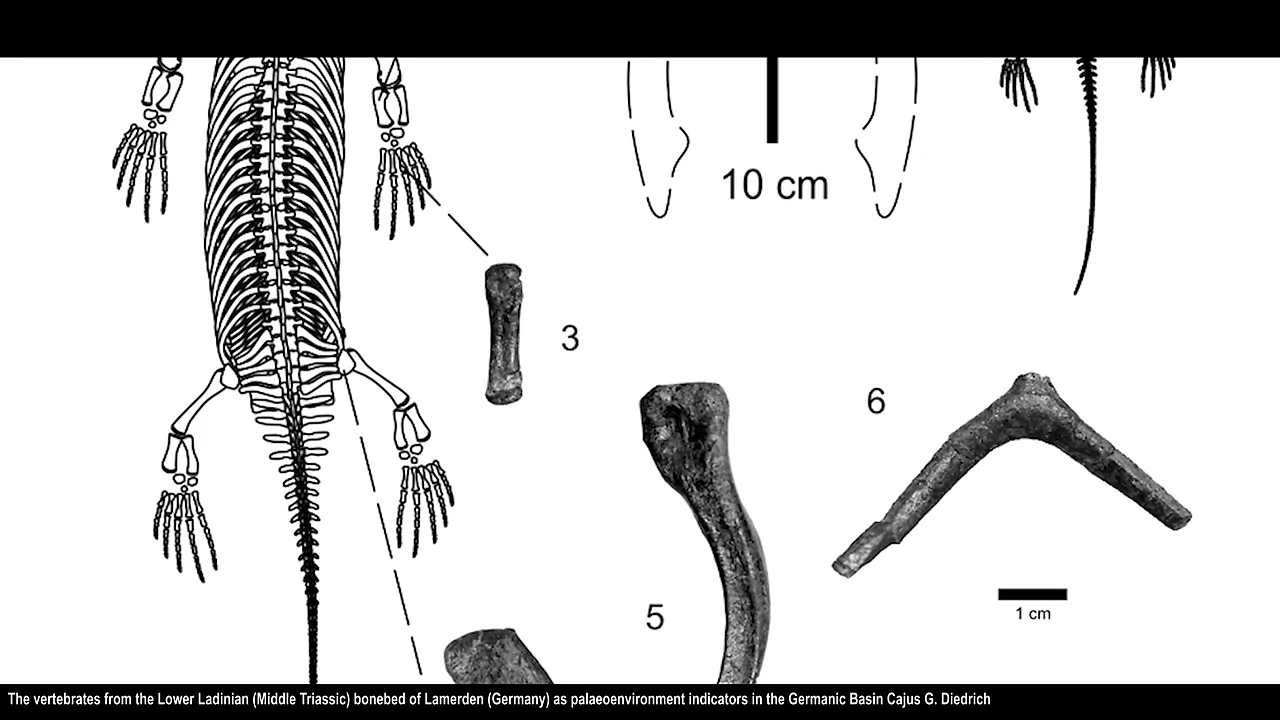 10 cm
3
6
5
1 cm
The vertebrates from the Lower Ladinian (Middle Triassic) bonebed of Lamerden (Germany) as palaeoenvironment indicators in the Germanic Basin Cajus G. Diedrich